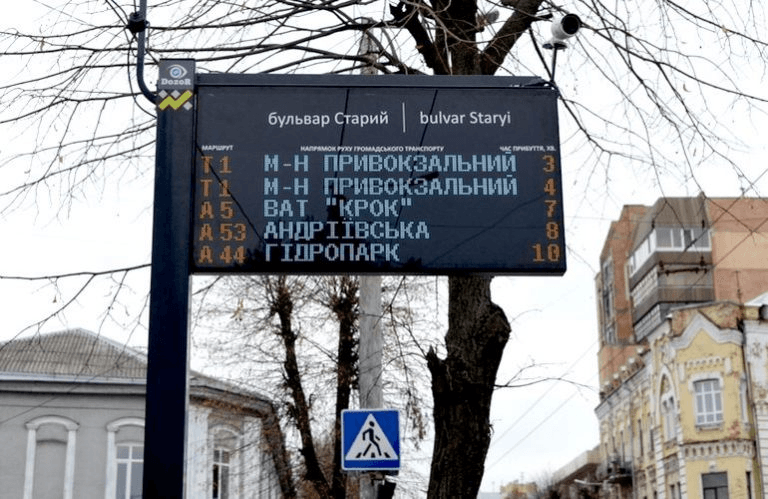 DozoR
бульвар Старий | bulvar Staryi
МАРШРУТ НАПРЯМОК РУХУ ГРОМАДСЬКОГО ТРАНСПОРТУ ЧАС ПРИБУТТЯ, ХВ.
Т1 М-Н ПРИВОКЗАЛЬНИЙ 3
Т1 М-Н ПРИВОКЗАЛЬНИЙ 4
А5 ВАТ "КРОК" 7
А53 АНДРІЇВСЬКА 8
А44 ГІДРОПАРК 10